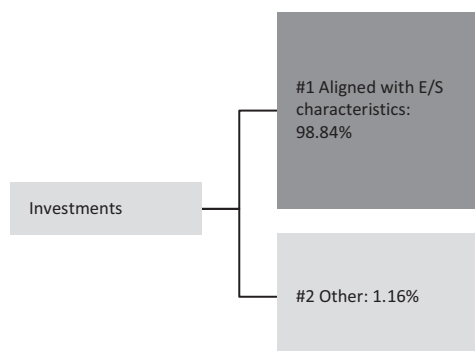 #1 Aligned with E/S
characteristics:
98.84%
Investments
#2 Other: 1.16%